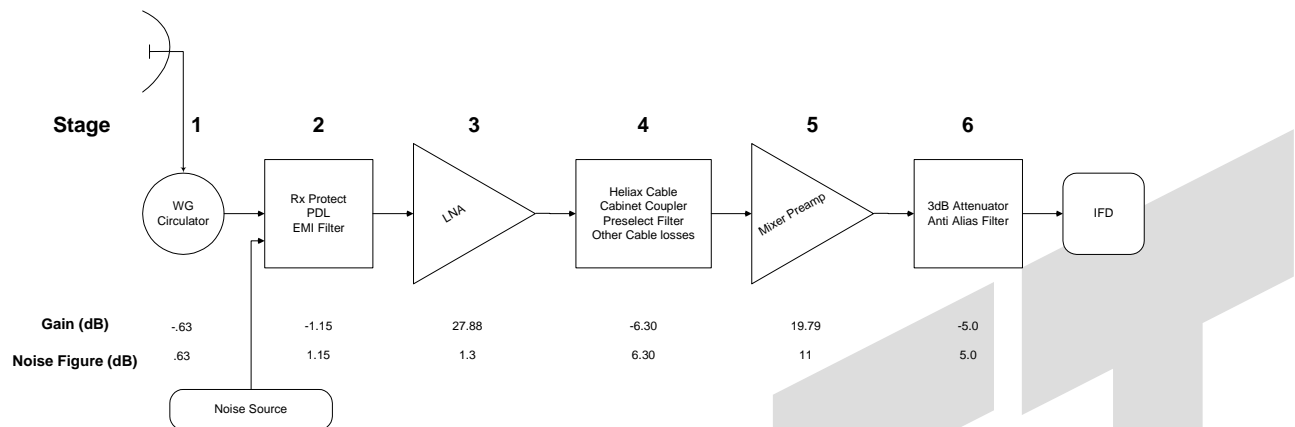 Stage 1 2 3 4 5 6
WG
Circulator
Rx Protect
PDL
EMI Filter
LNA
Heliax Cable
Cabinet Coupler
Preselect Filter
Other Cable losses
Mixer Preamp
3dB Attenuator
Anti Alias Filter
IFD
Gain (dB) -.63 -1.15 27.88 -6.30 19.79 -5.0
Noise Figure (dB) .63 1.15 1.3 6.30 11 5.0
Noise Source